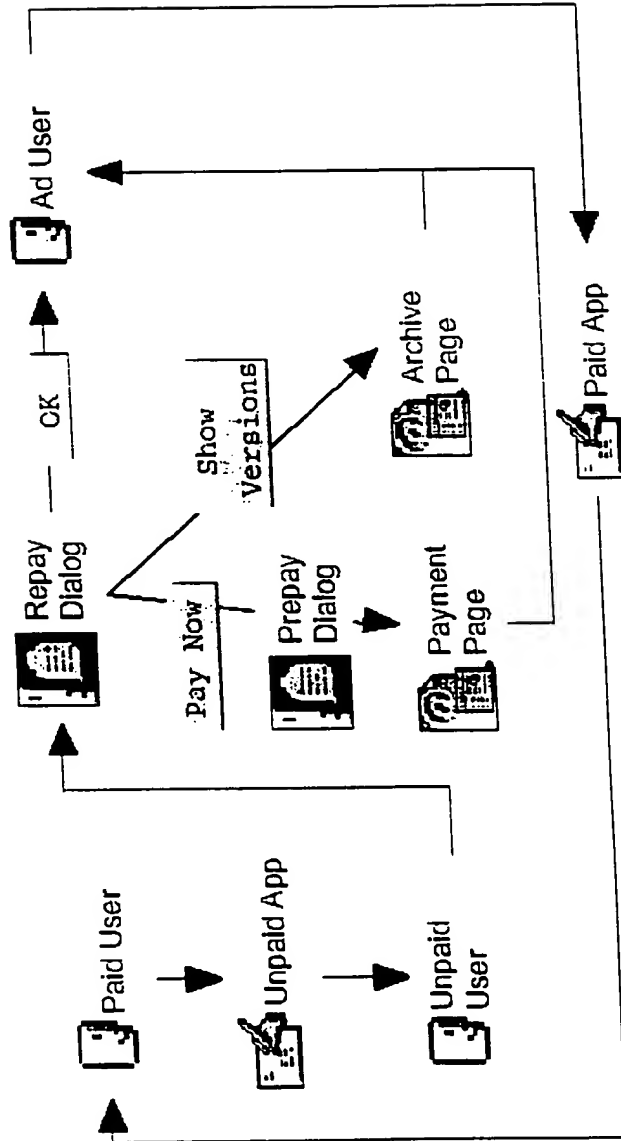 Paid User
Unpaid App
Unpaid
User
Repay
Dialog
OK
Ad User
Pay Now
Show
Versions
Prepay
Dialog
Payment
Page
Archive
Page
Paid App